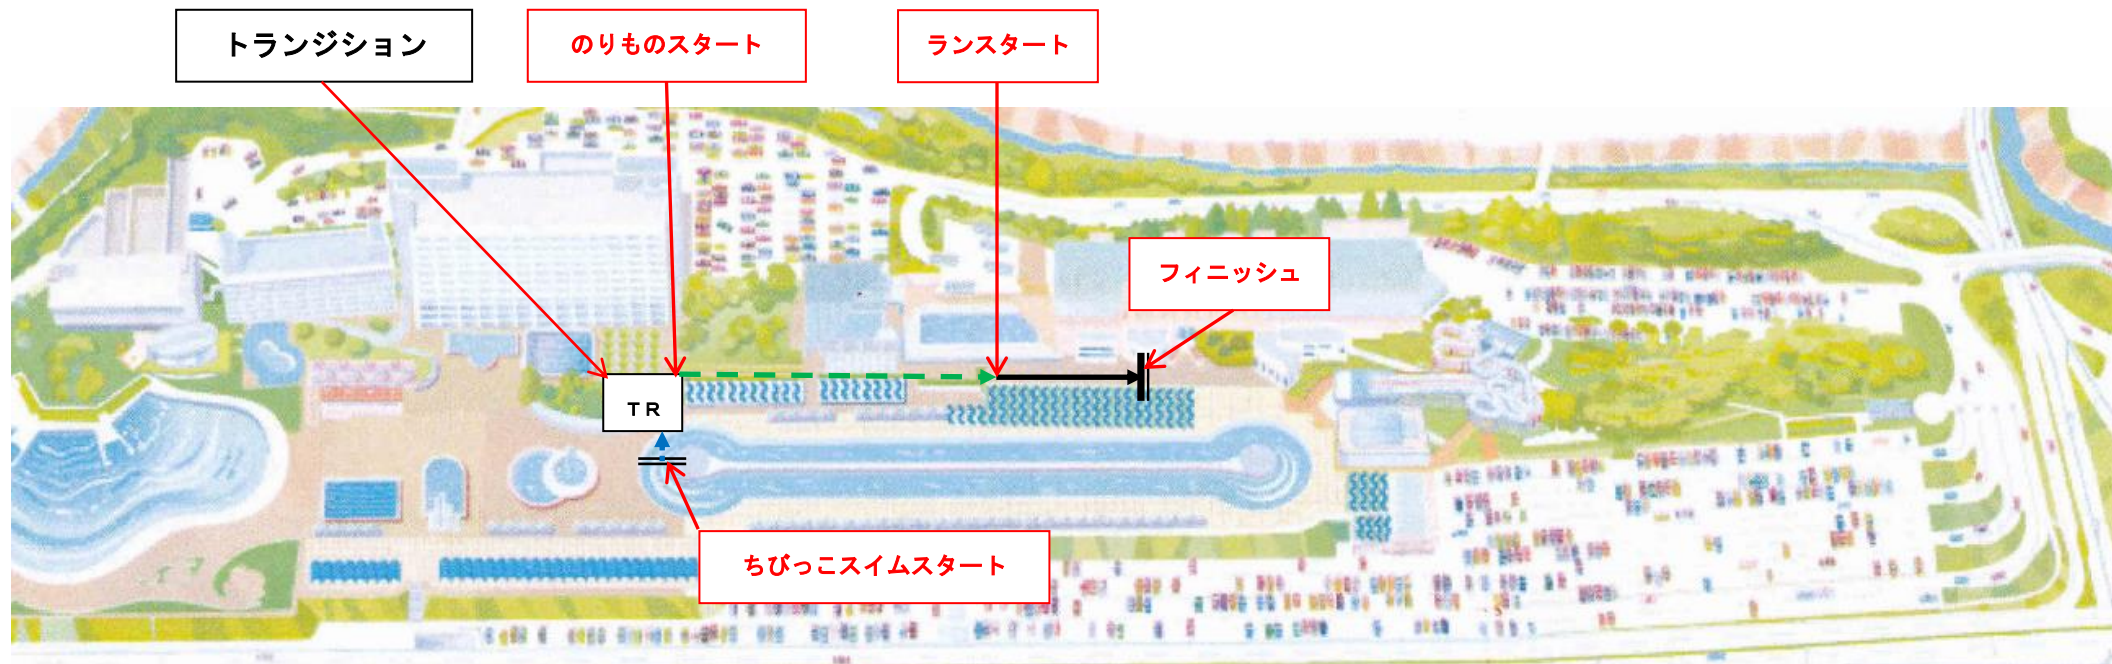 トランジション
のりものスタート
ランスタート
フィニッシュ
TR
ちびっこスイムスタート